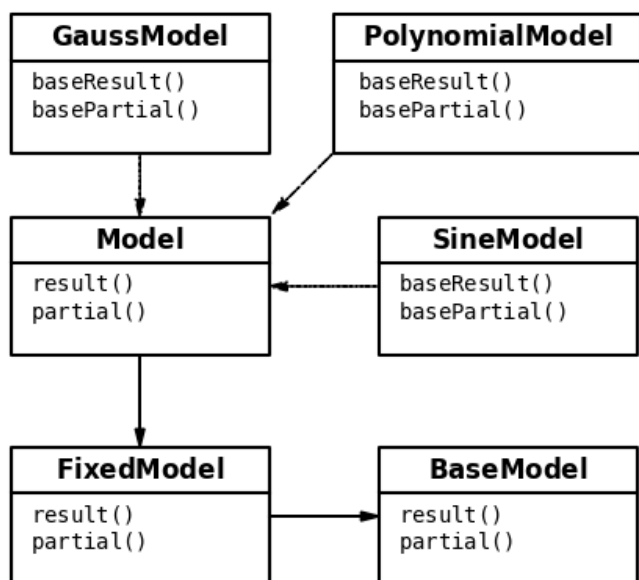 GaussModel
baseResult()
basePartial()
PolynomialModel
baseResult()
basePartial()
Model
result()
partial()
SineModel
baseResult()
basePartial()
FixedModel
result()
partial()
BaseModel
result()
partial()